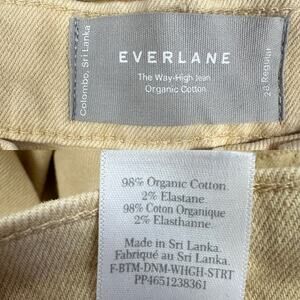 Colombo, Sri Lanka
EVERLANE
The Way-High Jean
Organic Cotton
28 Regular
98% Organic Cotton
2% Elastane
98% Coton Organique
2% Elasthanne
Made in Sri Lanka.
Fabriqué au Sri Lanka.
F-BTM-DNM-WHGH-STRT
PP4651238361